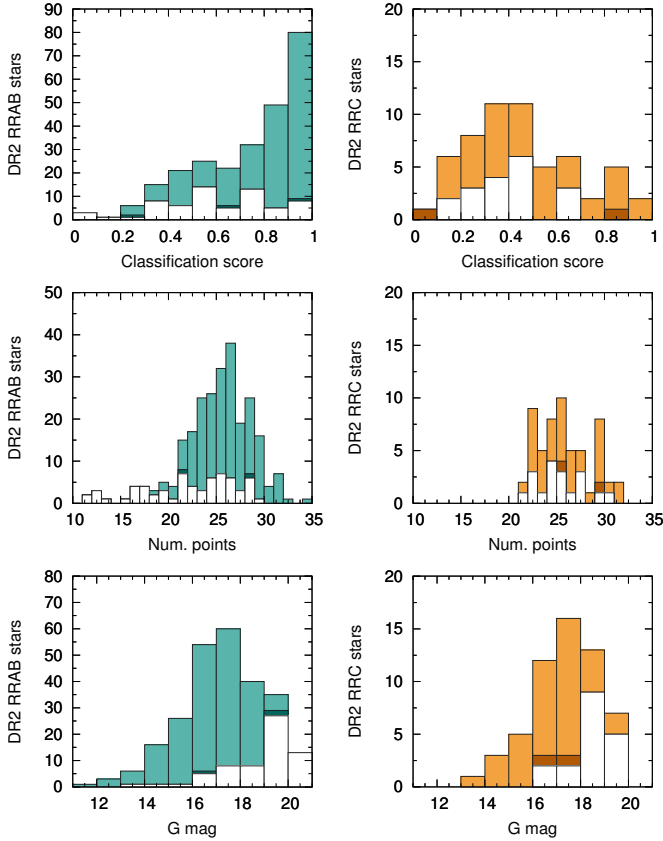 DR2 RRAB stars
90
80
70
60
50
40
30
20
10
0
0 0.2 0.4 0.6 0.8 1
Classification score
DR2 RRC stars
20
15
10
5
0
0 0.2 0.4 0.6 0.8 1
Classification score
DR2 RRAB stars
50
40
30
20
10
0
10 15 20 25 30 35
Num. points
DR2 RRC stars
20
15
10
5
0
10 15 20 25 30 35
Num. points
DR2 RRAB stars
80
70
60
50
40
30
20
10
0
12 14 16 18 20
G mag
DR2 RRC stars
20
15
10
5
0
12 14 16 18 20
G mag